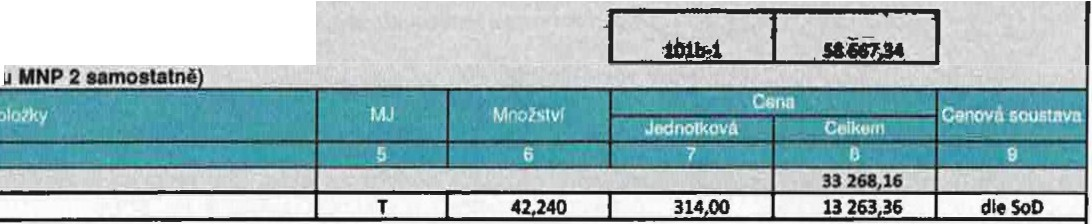 101b-1 58.667,34
u MNP 2 samostatně)
oložky MJ Množství Cena Cenová soustava
Jednotková Celkem
5 6 7 8 9
33 268,16
T 42,240 314,00 13 263,36 dle SoD